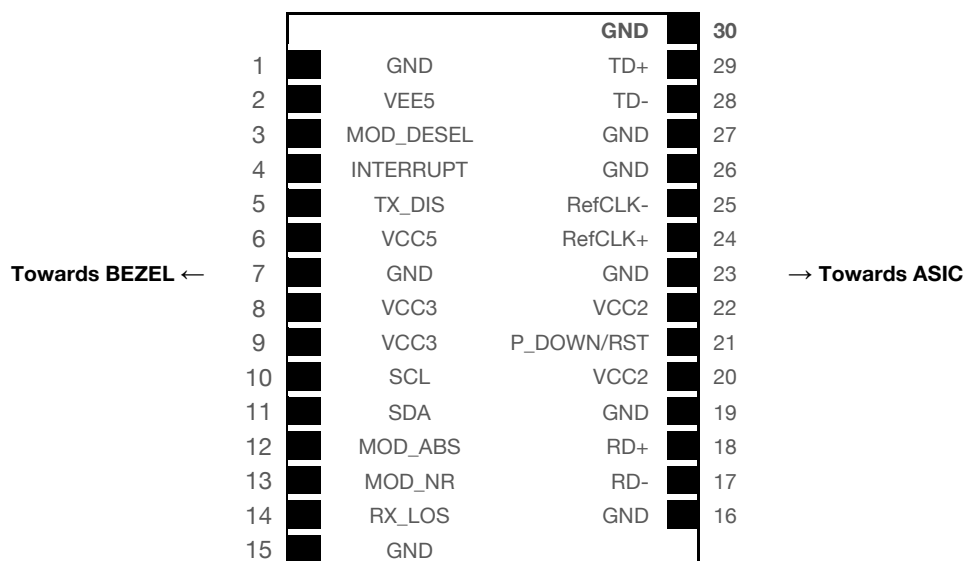 GND 30
1 GND TD+ 29
2 VEE5 TD- 28
3 MOD_DESEL GND 27
4 INTERRUPT GND 26
5 TX_DIS RefCLK- 25
6 VCC5 RefCLK+ 24
Towards BEZEL ← 7 GND GND 23 → Towards ASIC
8 VCC3 VCC2 22
9 VCC3 P_DOWN/RST 21
10 SCL VCC2 20
11 SDA GND 19
12 MOD_ABS RD+ 18
13 MOD_NR RD- 17
14 RX_LOS GND 16
15 GND